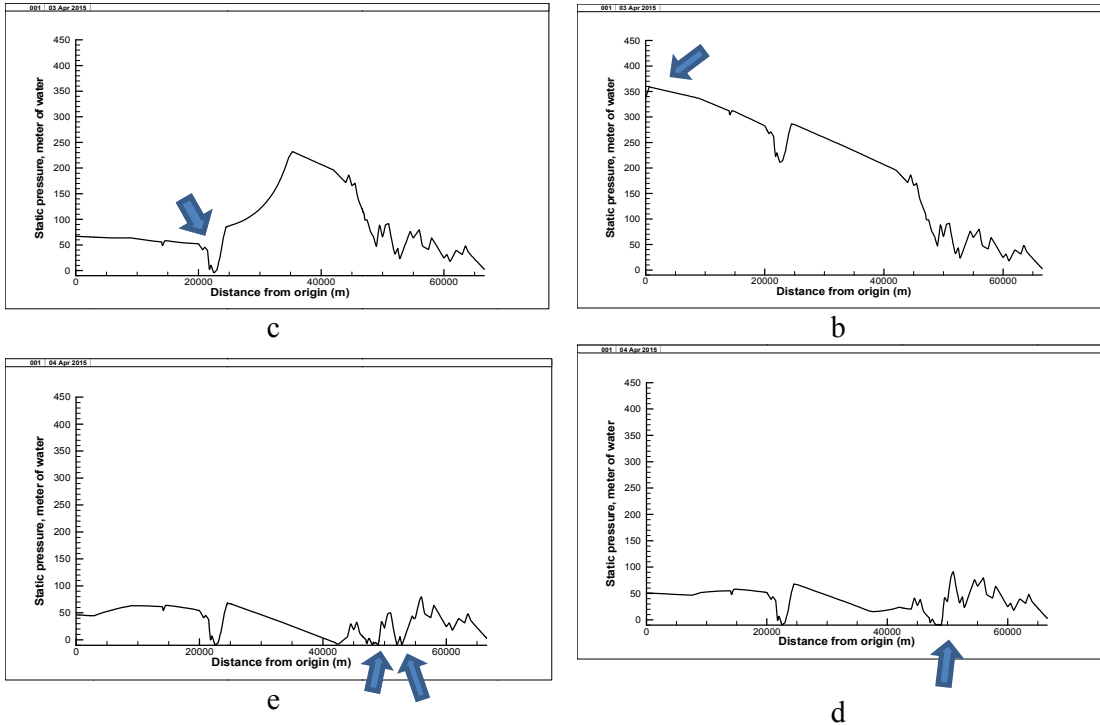 001 03 Apr 2015
Static pressure, meter of water
450
400
350
300
250
200
150
100
50
0
0 20000 40000 60000
Distance from origin (m)
c
001 03 Apr 2015
Static pressure, meter of water
450
400
350
300
250
200
150
100
50
0
0 20000 40000 60000
Distance from origin (m)
b
001 04 Apr 2015
Static pressure, meter of water
450
400
350
300
250
200
150
100
50
0
0 20000 40000 60000
Distance from origin (m)
e
001 04 Apr 2015
Static pressure, meter of water
450
400
350
300
250
200
150
100
50
0
0 20000 40000 60000
Distance from origin (m)
d